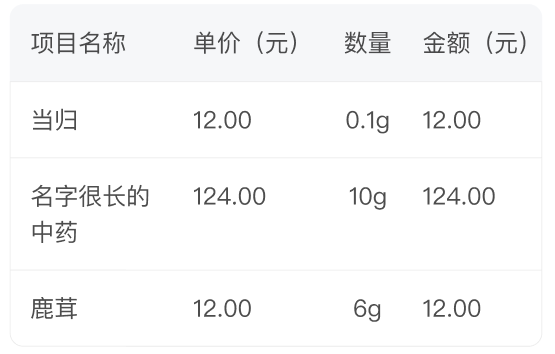 项目名称 单价（元） 数量 金额（元）
当归 12.00 0.1g 12.00
名字很长的 124.00 10g 124.00
中药
鹿茸 12.00 6g 12.00